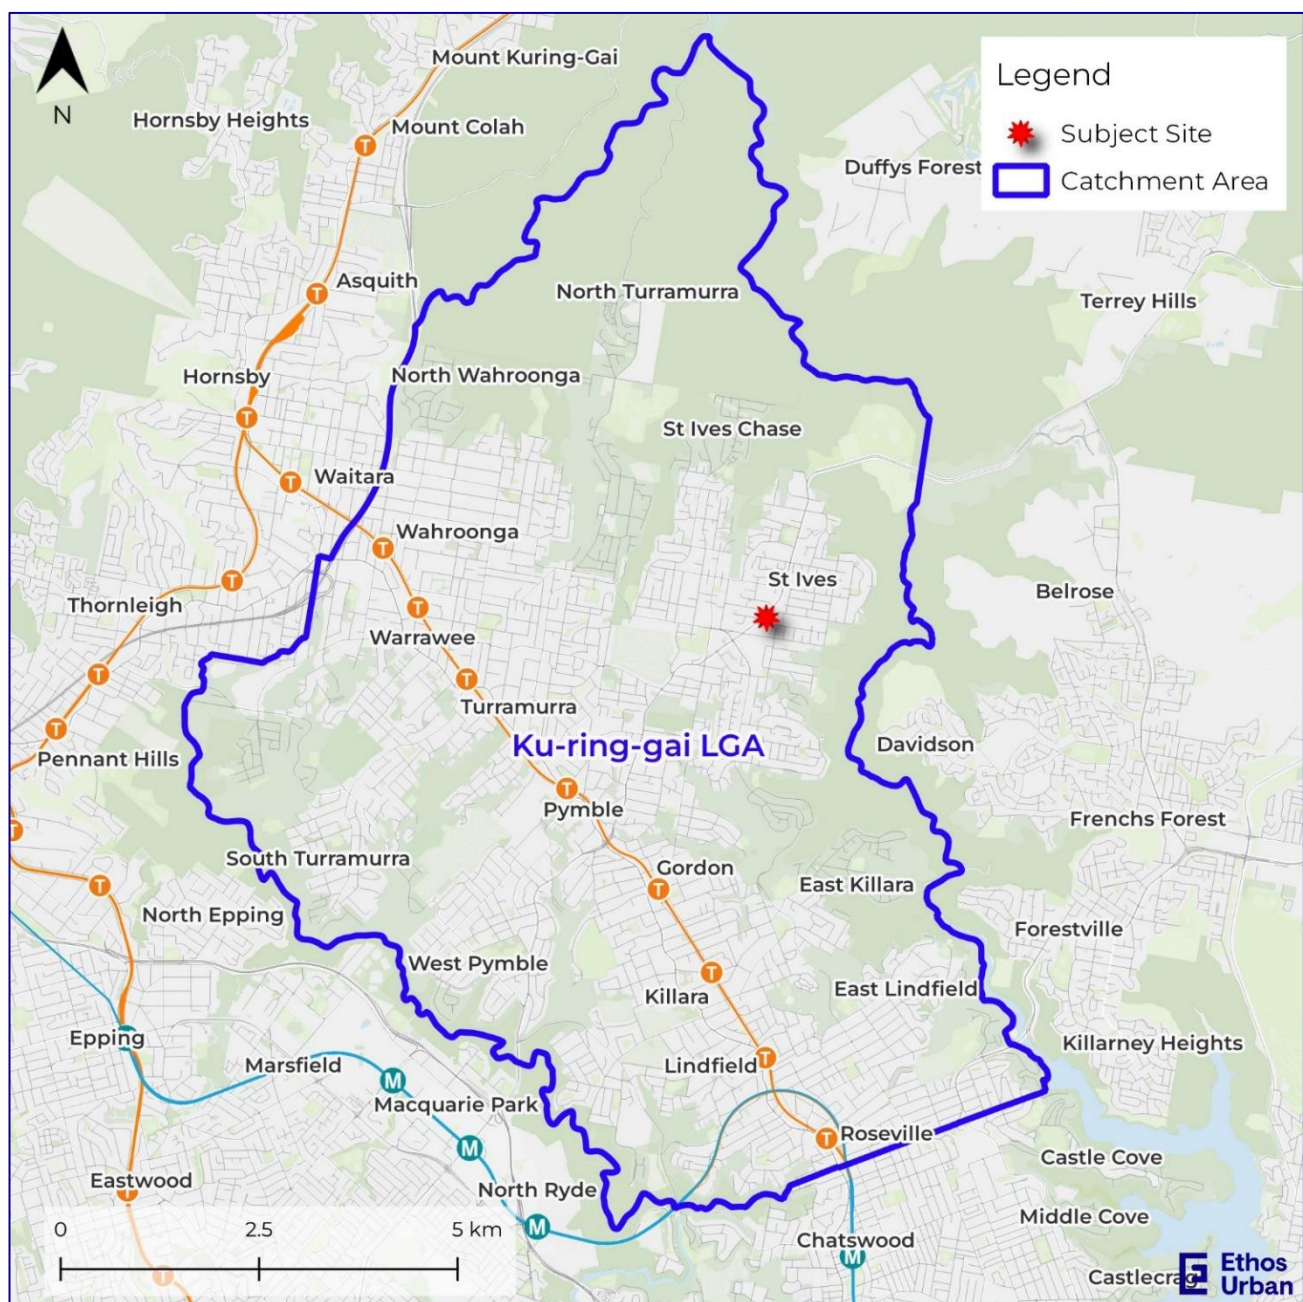 Mount Kuring-Gai
Legend
N
Hornsby Heights
Mount Colah
T
Subject Site
Duffys Forest
Catchment Area
Asquith
T
North Turramurra
Terrey Hills
Hornsby
North Wahroonga
T
St Ives Chase
Waitara
T
Wahroonga
T
St Ives
T
Belrose
Thornleigh
T
Warrawee
T
T
Turramurra
T
Pennant Hills
Ku-ring-gai LGA
Davidson
T
Pymble
Frenchs Forest
T
South Turramurra
Gordon
T
T
East Killara
North Epping
Forestville
West Pymble
T
Killara
East Lindfield
Epping
Killarney Heights
Marsfield
Lindfield
T
M
Macquarie Park
T
Roseville
M
Castle Cove
Eastwood
North Ryde
Middle Cove
0
2.5
5 km
M
Chatswood
M
Castlecrag
Ethos
Urban
T